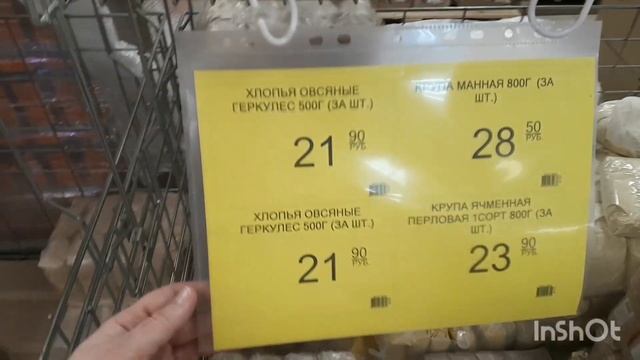 ХЛОПЬЯ ОВСЯНЫЕ
ГЕРКУЛЕС 500Г (ЗА ШТ.)
21 90 РУБ.
КРУПА МАННАЯ 800Г (ЗА
ШТ.)
28 50 РУБ.
ХЛОПЬЯ ОВСЯНЫЕ
ГЕРКУЛЕС 500Г (ЗА ШТ.)
21 90 РУБ.
КРУПА ЯЧМЕННАЯ
ПЕРЛОВАЯ 1СОРТ 800Г (ЗА
ШТ.)
23 90 РУБ.
InShOt